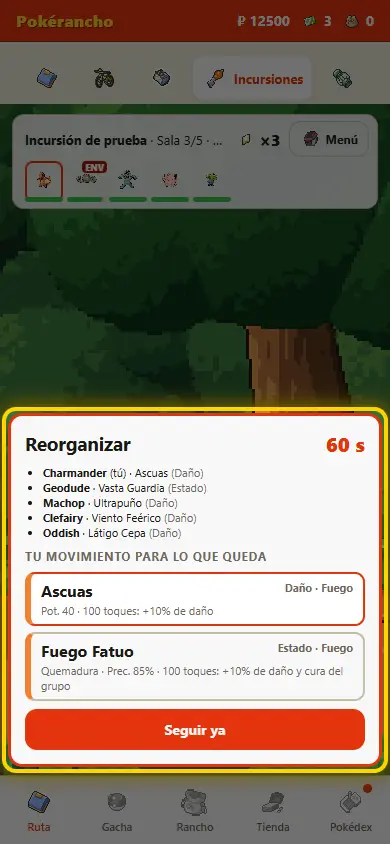 Pokérancho
₽ 12500 3 0
Incursiones
Incursión de prueba · Sala 3/5 · ...
×3
Menú
ENV
Reorganizar
60 s
Charmander (tú) · Ascuas (Daño)
Geodude · Vasta Guardia (Estado)
Machop · Ultrapuño (Daño)
Clefairy · Viento Feérico (Daño)
Oddish · Látigo Cepa (Daño)
TU MOVIMIENTO PARA LO QUE QUEDA
Ascuas
Daño · Fuego
Pot. 40 · 100 toques: +10% de daño
Fuego Fatuo
Estado · Fuego
Quemadura · Prec. 85% · 100 toques: +10% de daño y cura del
grupo
Seguir ya
Ruta
Gacha
Rancho
Tienda
Pokédex